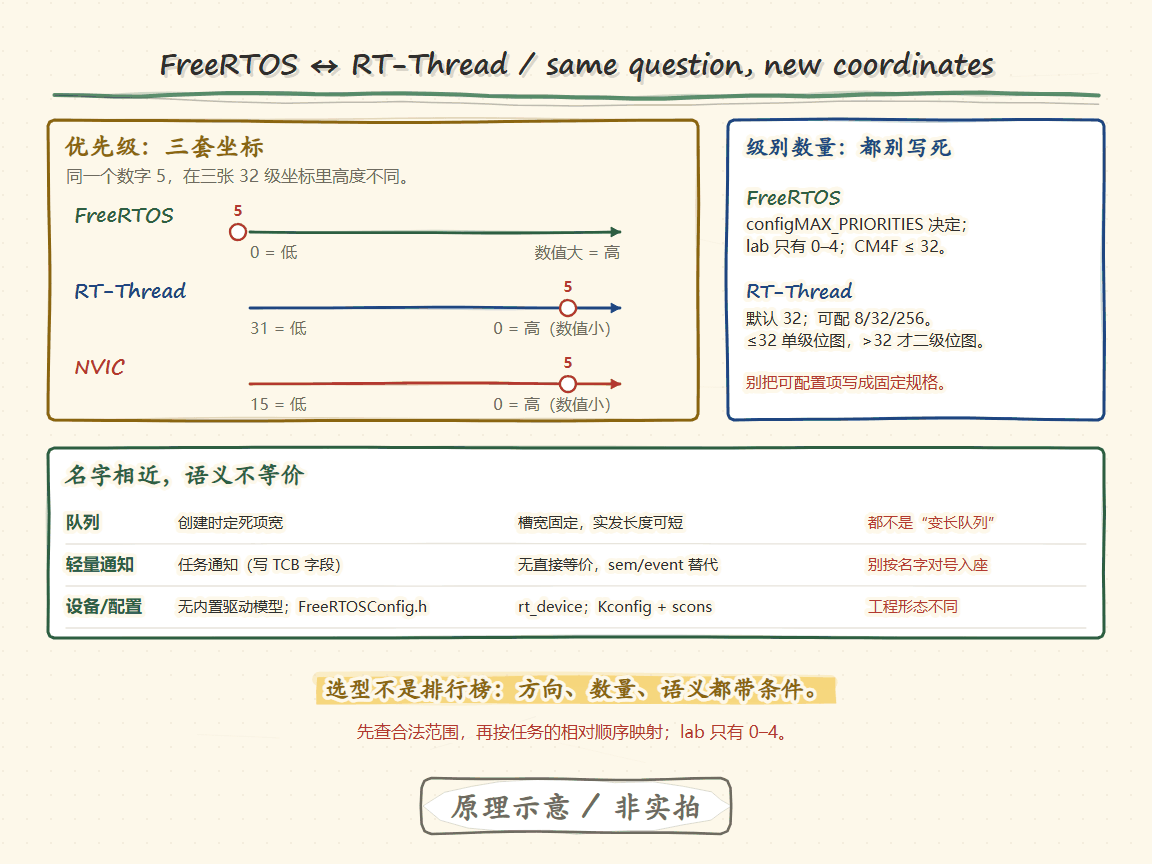 FreeRTOS ↔ RT-Thread / same question, new coordinates
优先级：三套坐标
同一个数字 5，在三张 32 级坐标里高度不同。
FreeRTOS
5
0 = 低
数值大 = 高
RT-Thread
5
31 = 低
0 = 高（数值小）
NVIC
5
15 = 低
0 = 高（数值小）
级别数量：都别写死
FreeRTOS
configMAX_PRIORITIES 决定；
lab 只有 0–4；CM4F ≤ 32。
RT-Thread
默认 32；可配 8/32/256。
≤32 单级位图，>32 才二级位图。
别把可配置项写成固定规格。
名字相近，语义不等价
队列 创建时定死项宽 槽宽固定，实发长度可短 都不是“变长队列”
轻量通知 任务通知（写 TCB 字段） 无直接等价，sem/event 替代 别按名字对号入座
设备/配置 无内置驱动模型；FreeRTOSConfig.h rt_device；Kconfig + scons 工程形态不同
选型不是排行榜：方向、数量、语义都带条件。
先查合法范围，再按任务的相对顺序映射；lab 只有 0–4。
原理示意 / 非实拍